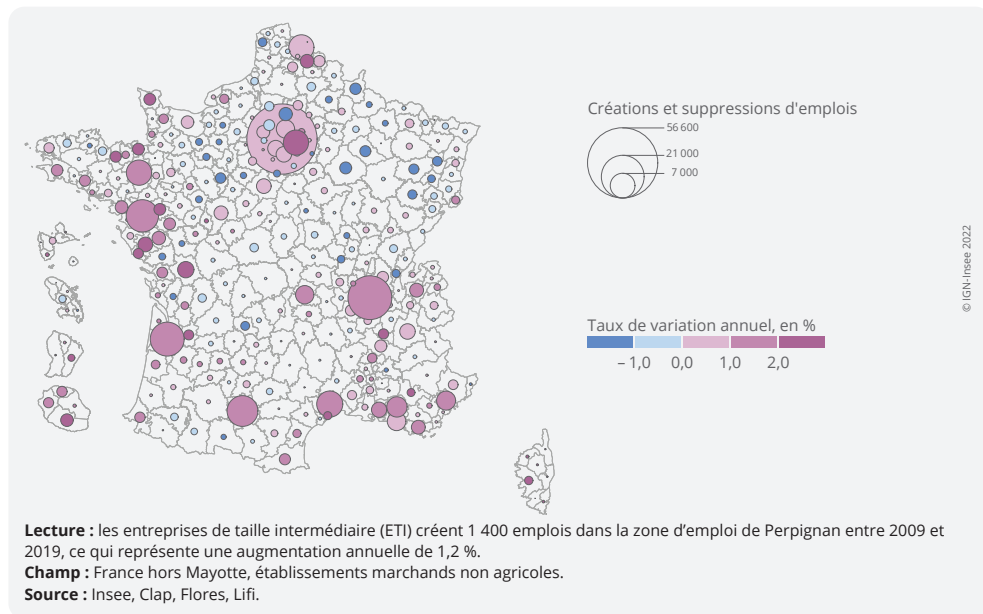 Créations et suppressions d'emplois
56 600
21 000
7 000
© IGN-Insee 2022
Taux de variation annuel, en %
– 1,0 0,0 1,0 2,0
Lecture : les entreprises de taille intermédiaire (ETI) créent 1 400 emplois dans la zone d’emploi de Perpignan entre 2009 et
2019, ce qui représente une augmentation annuelle de 1,2 %.
Champ : France hors Mayotte, établissements marchands non agricoles.
Source : Insee, Clap, Flores, Lifi.